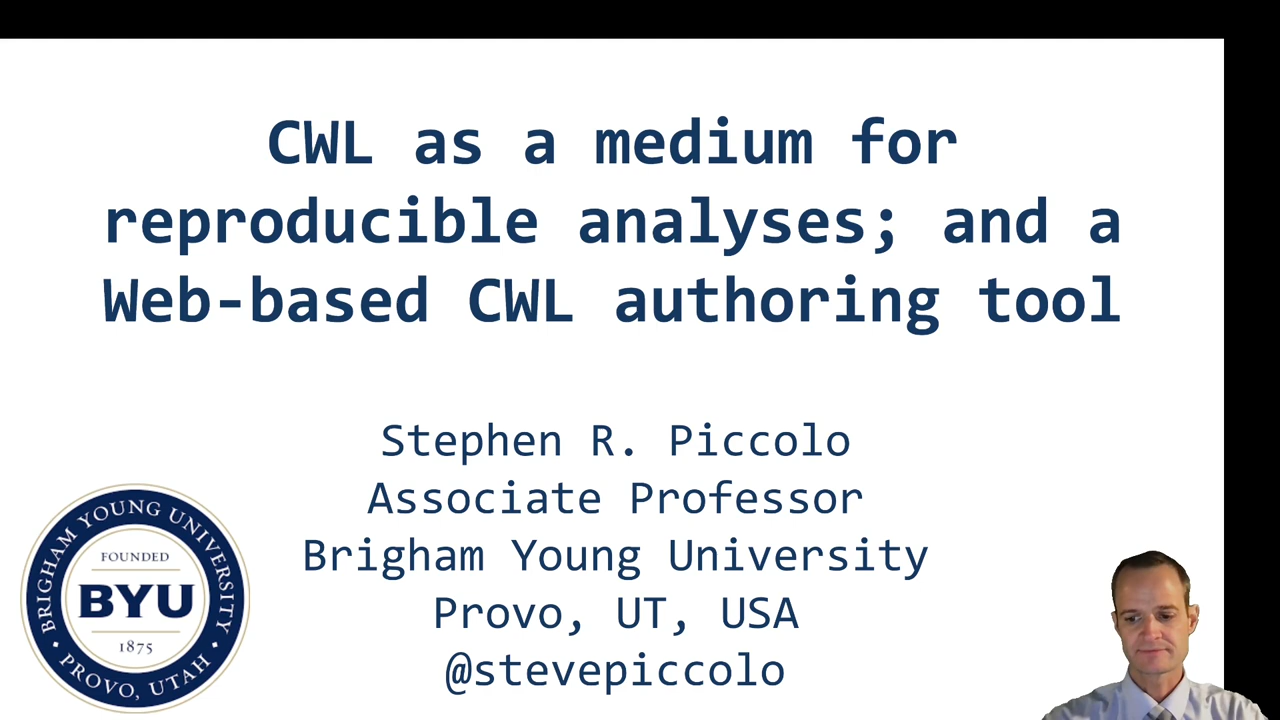 CWL as a medium for
reproducible analyses; and a
Web-based CWL authoring tool
Stephen R. Piccolo
Associate Professor
Brigham Young University
Provo, UT, USA
@stevepiccolo
BRIGHAM YOUNG UNIVERSITY
FOUNDED
BYU
1875
PROVO, UTAH